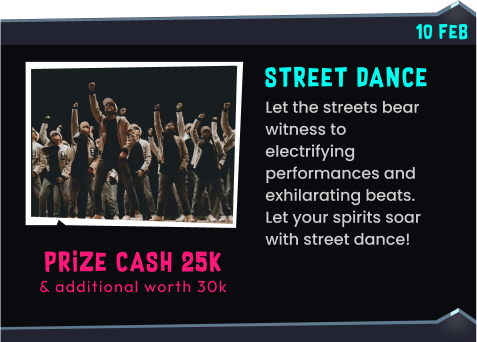 10 FEB
STREET DANCE
Let the streets bear
witness to
electrifying
performances and
exhilarating beats.
Let your spirits soar
with street dance!
PRiZE CASH 25K
& additional worth 30k